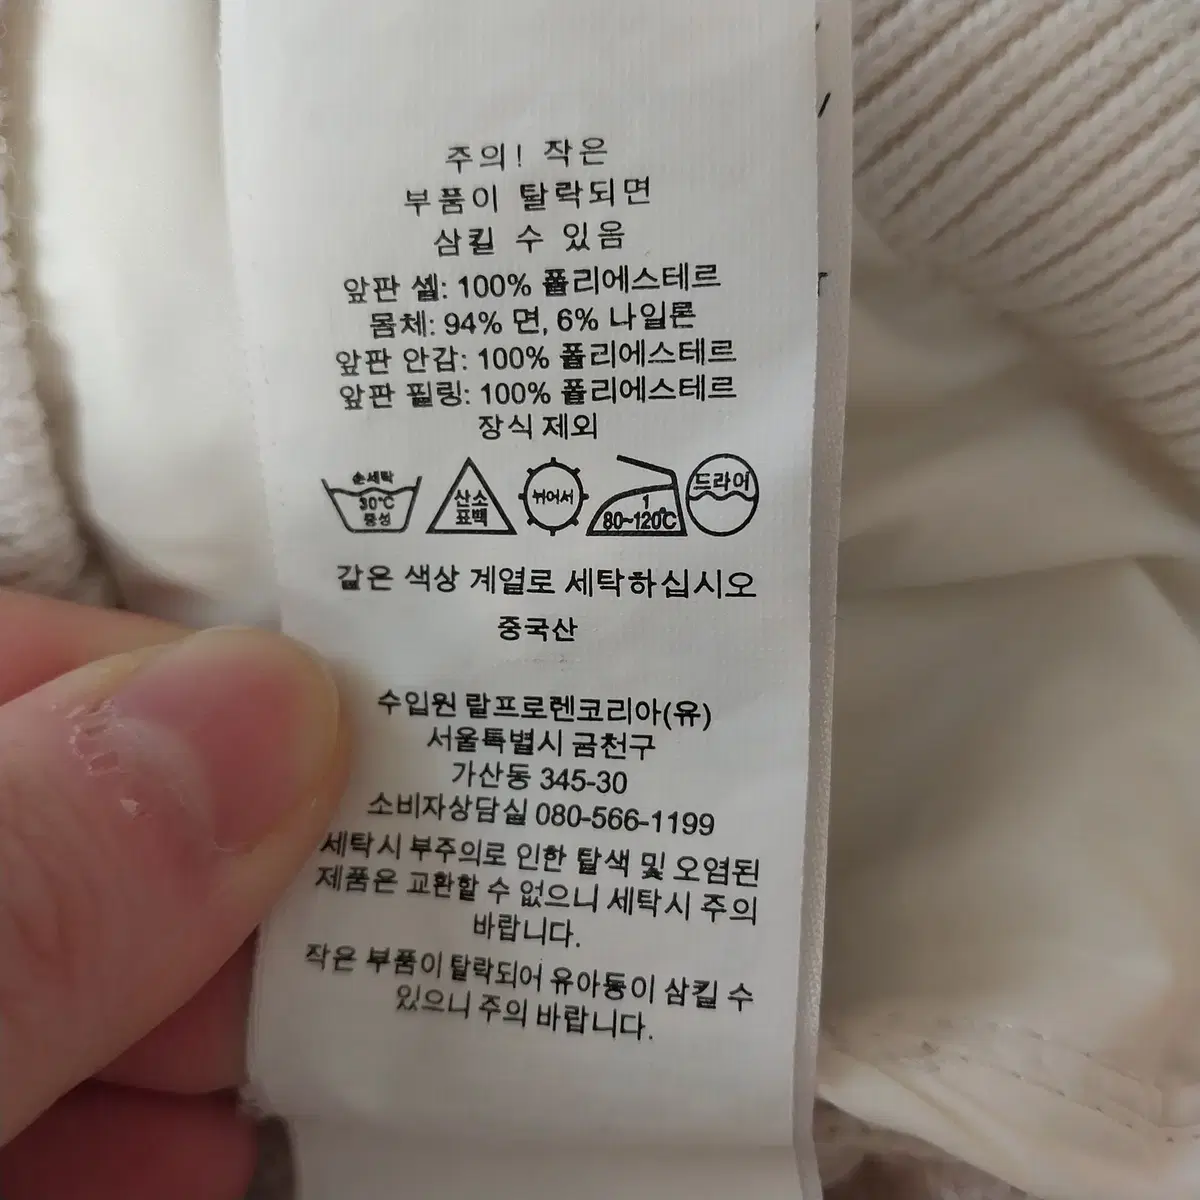 주의! 작은
부품이 탈락되면
삼킬 수 있음
앞판 셸: 100% 폴리에스테르
몸체: 94% 면, 6% 나일론
앞판 안감: 100% 폴리에스테르
앞판 필링: 100% 폴리에스테르
장식 제외
손세탁
30℃
중성
산소
표백
뉘어서
1
80~120℃
드라이
같은 색상 계열로 세탁하십시오
중국산
수입원 랄프로렌코리아(유)
서울특별시 금천구
가산동 345-30
소비자상담실 080-566-1199
세탁시 부주의로 인한 탈색 및 오염된
제품은 교환할 수 없으니 세탁시 주의
바랍니다.
작은 부품이 탈락되어 유아동이 삼킬 수
있으니 주의 바랍니다.